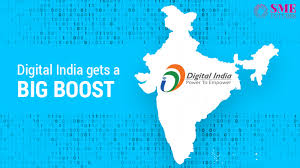 SME
Digital India gets a
BIG BOOST
Digital India
Power To Empower